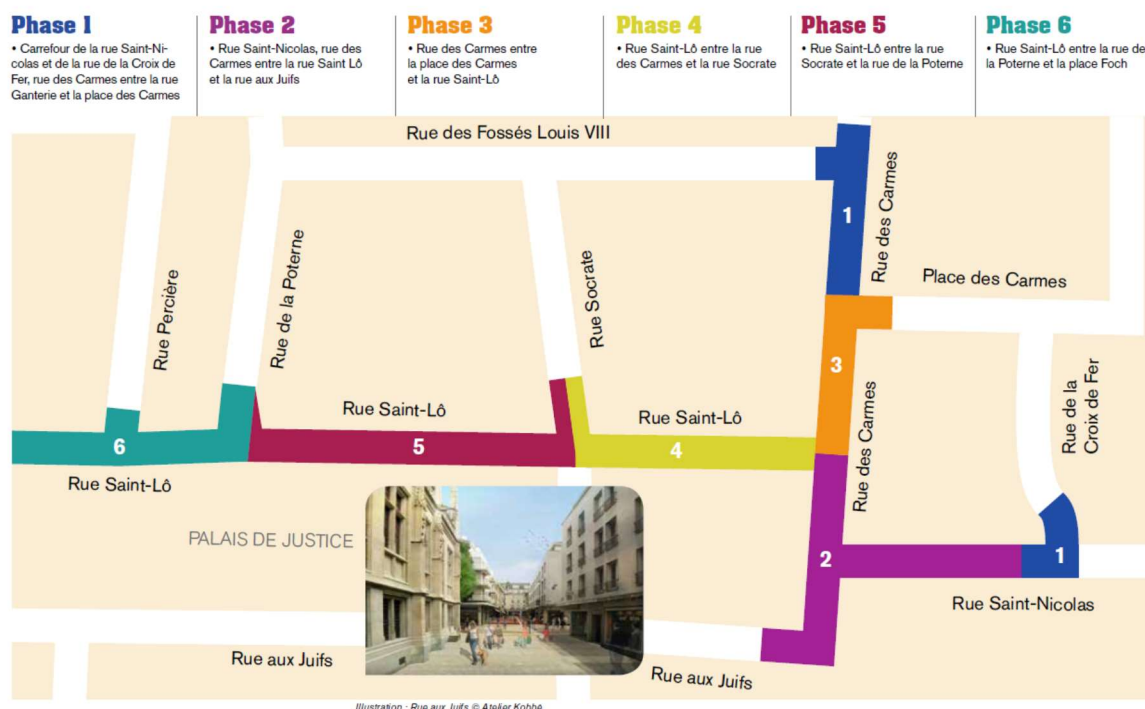 Phase 1
• Carrefour de la rue Saint-Ni-
colas et de la rue de la Croix de
Fer, rue des Carmes entre la rue
Ganterie et la place des Carmes
Phase 2
• Rue Saint-Nicolas, rue des
Carmes entre la rue Saint Lô
et la rue aux Juifs
Phase 3
• Rue des Carmes entre
la place des Carmes
et la rue Saint-Lô
Phase 4
• Rue Saint-Lô entre la rue
des Carmes et la rue Socrate
Phase 5
• Rue Saint-Lô entre la rue
Socrate et la rue de la Poterne
Phase 6
• Rue Saint-Lô entre la rue de
la Poterne et la place Foch
Rue des Fossés Louis VIII
1
Rue des Carmes
Place des Carmes
Rue Percière
Rue de la Poterne
Rue Socrate
3
Rue des Carmes
Rue de la
Croix de Fer
Rue Saint-Lô
Rue Saint-Lô
6
5
4
Rue Saint-Lô
PALAIS DE JUSTICE
2
1
Rue Saint-Nicolas
Rue aux Juifs
Rue aux Juifs
Illustration : Rue aux Juifs © Atelier Kobhé